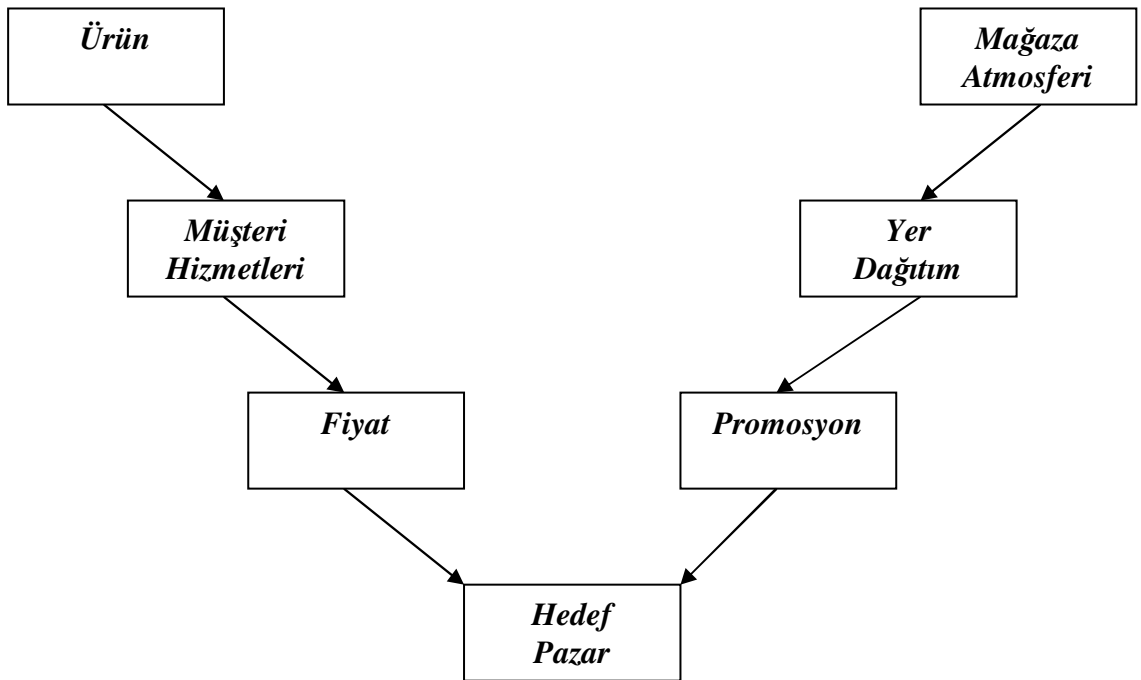 Ürün
Mağaza
Atmosferi
Müşteri
Hizmetleri
Yer
Dağıtım
Fiyat
Promosyon
Hedef
Pazar